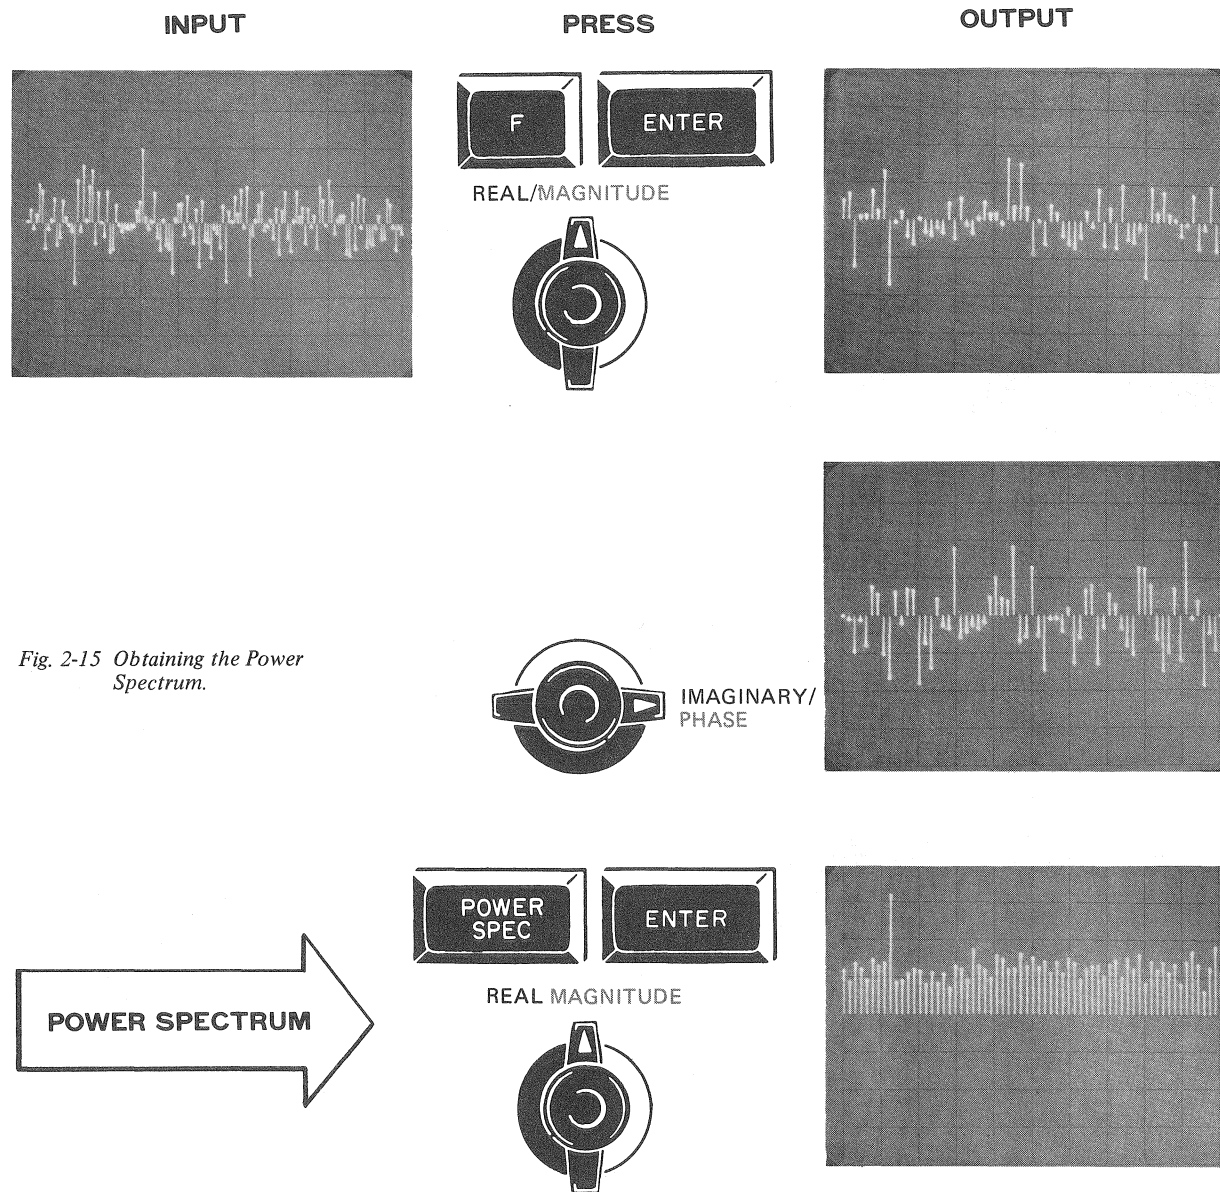 INPUT
PRESS
OUTPUT
F
ENTER
REAL/MAGNITUDE
Fig. 2-15 Obtaining the Power
Spectrum.
IMAGINARY/
PHASE
POWER
SPEC
ENTER
REAL MAGNITUDE
POWER SPECTRUM